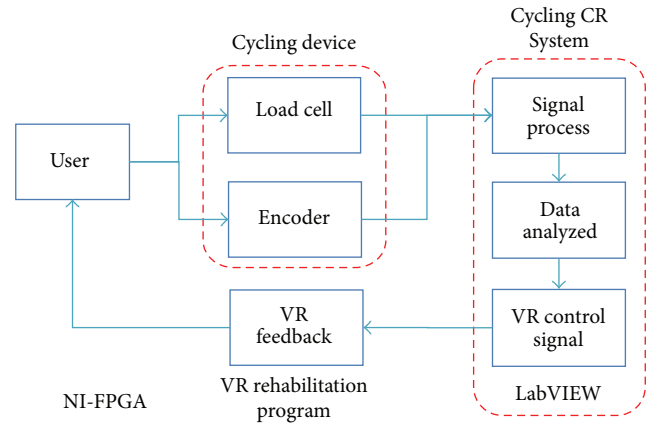 Cycling device
Cycling CR
System
Load cell
Signal
process
User
Encoder
Data
analyzed
VR
feedback
VR control
signal
NI-FPGA
VR rehabilitation
program
LabVIEW